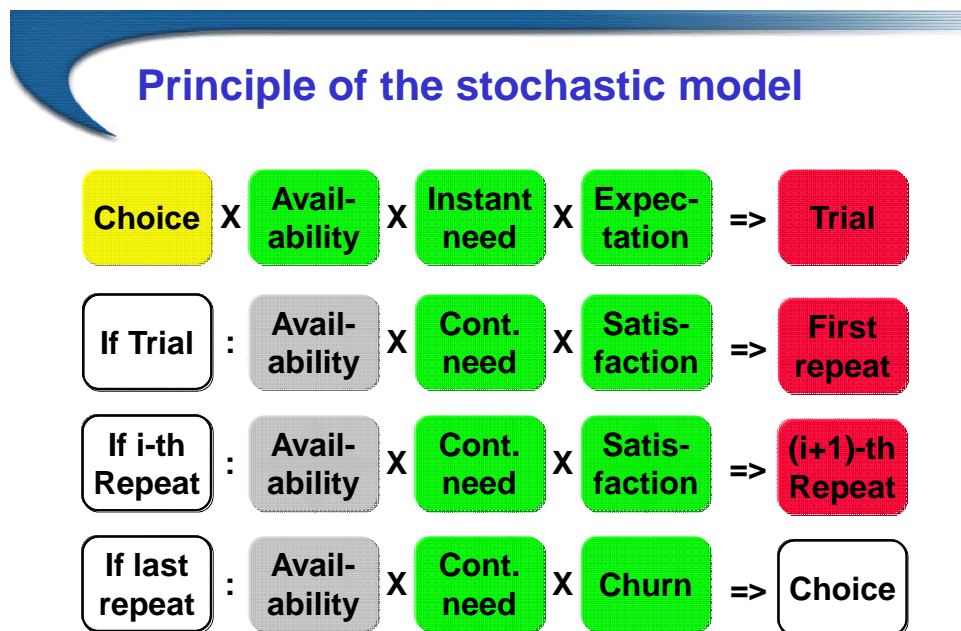 Principle of the stochastic model
Choice X Avail-ability X Instant need X Expec-tation => Trial
If Trial : Avail-ability X Cont. need X Satis-faction => First repeat
If i-th Repeat : Avail-ability X Cont. need X Satis-faction => (i+1)-th Repeat
If last repeat : Avail-ability X Cont. need X Churn => Choice